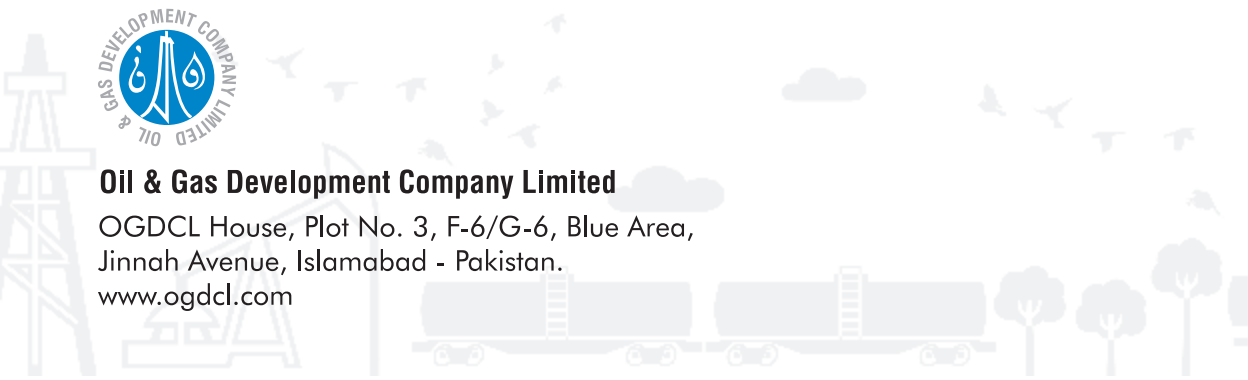 OIL & GAS DEVELOPMENT COMPANY LIMITED
Oil & Gas Development Company Limited
OGDCL House, Plot No. 3, F-6/G-6, Blue Area,
Jinnah Avenue, Islamabad - Pakistan.
www.ogdcl.com